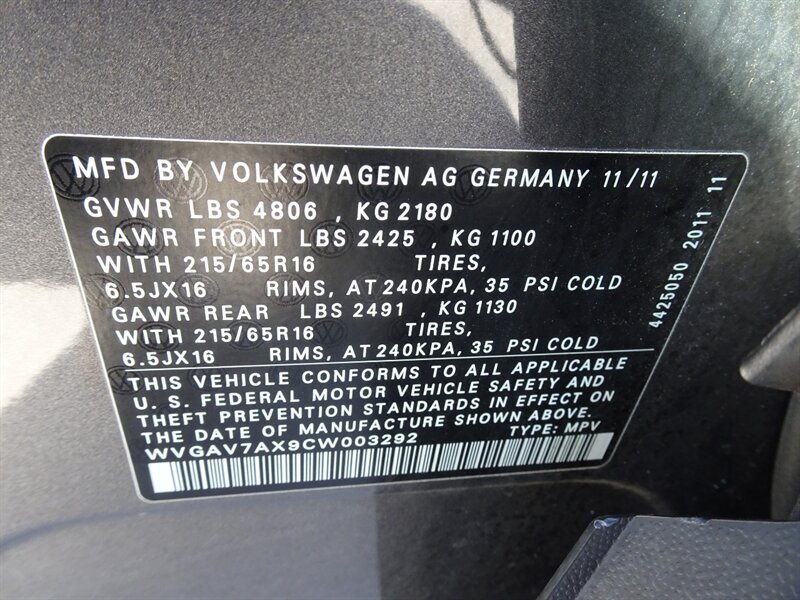 MFD BY VOLKSWAGEN AG GERMANY 11/11
GVWR LBS 4806 , KG 2180
GAWR FRONT LBS 2425 , KG 1100
WITH 215/65R16 TIRES,
6.5JX16 RIMS, AT 240KPA, 35 PSI COLD
GAWR REAR LBS 2491 , KG 1130
WITH 215/65R16 TIRES,
6.5JX16 RIMS, AT 240KPA, 35 PSI COLD
THIS VEHICLE CONFORMS TO ALL APPLICABLE
U. S. FEDERAL MOTOR VEHICLE SAFETY AND
THEFT PREVENTION STANDARDS IN EFFECT ON
DATE OF MANUFACTURE SHOWN ABOVE.
WVGAV7AX9CW003292 TYPE: MPV
4425050 2011 11